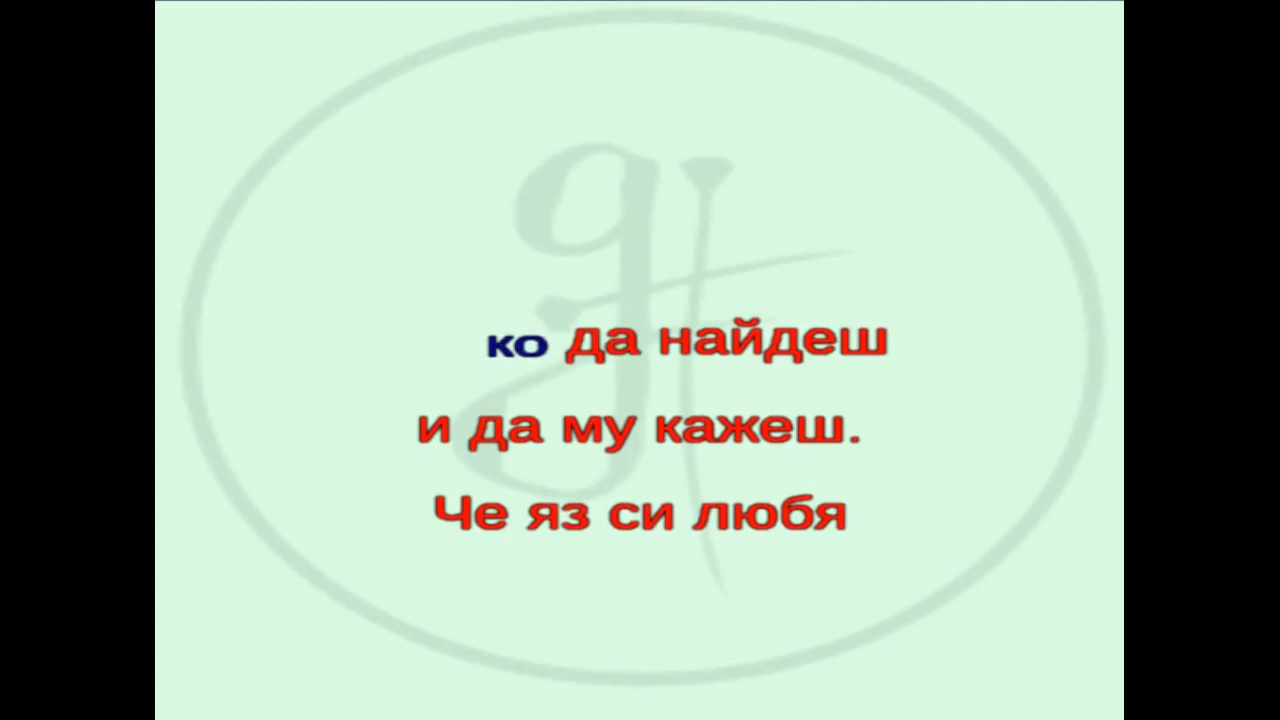 ко да найдеш
и да му кажеш.
Че яз си любя